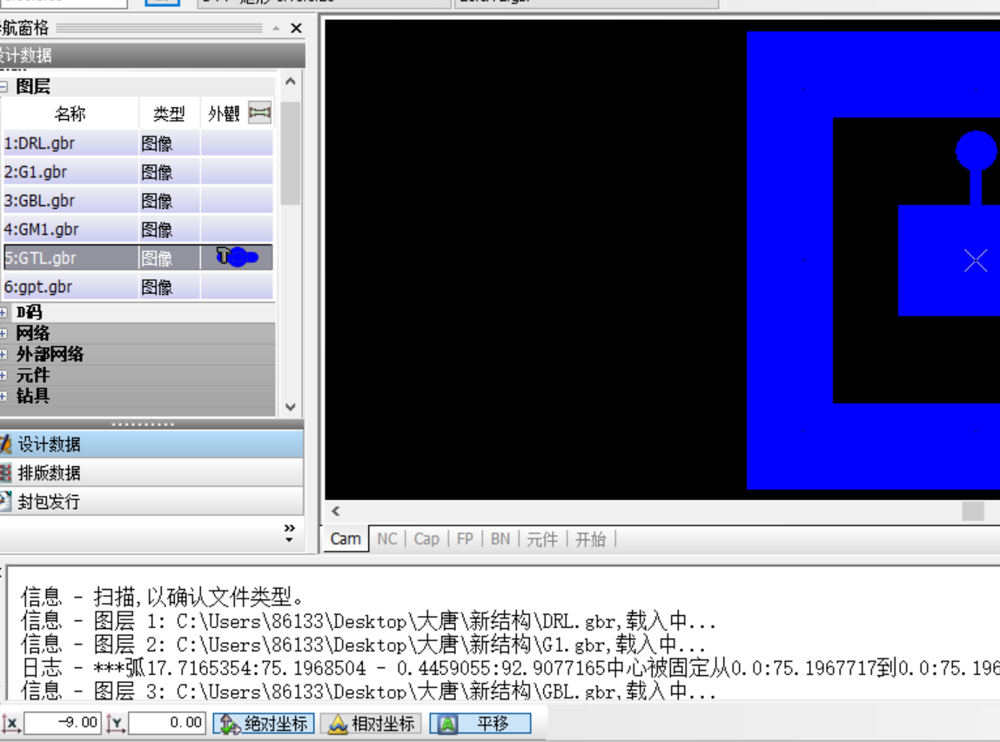 航窗格
设计数据
图层
名称 类型 外觀
1:DRL.gbr 图像
2:G1.gbr 图像
3:GBL.gbr 图像
4:GM1.gbr 图像
5:GTL.gbr 图像
6:gpt.gbr 图像
D码
网络
外部网络
元件
钻具
设计数据
排版数据
封包发行
Cam NC Cap FP BN 元件 开始
信息 - 扫描,以确认文件类型。
信息 - 图层 1: C:\Users\86133\Desktop\大唐\新结构\DRL.gbr,载入中...
信息 - 图层 2: C:\Users\86133\Desktop\大唐\新结构\G1.gbr,载入中...
日志 - ***弧17.7165354:75.1968504 - 0.4459055:92.9077165中心被固定从0.0:75.1967717到0.0:75.196
信息 - 图层 3: C:\Users\86133\Desktop\大唐\新结构\GBL.gbr,载入中...
X -9.00 Y 0.00 绝对坐标 相对坐标 A 平移